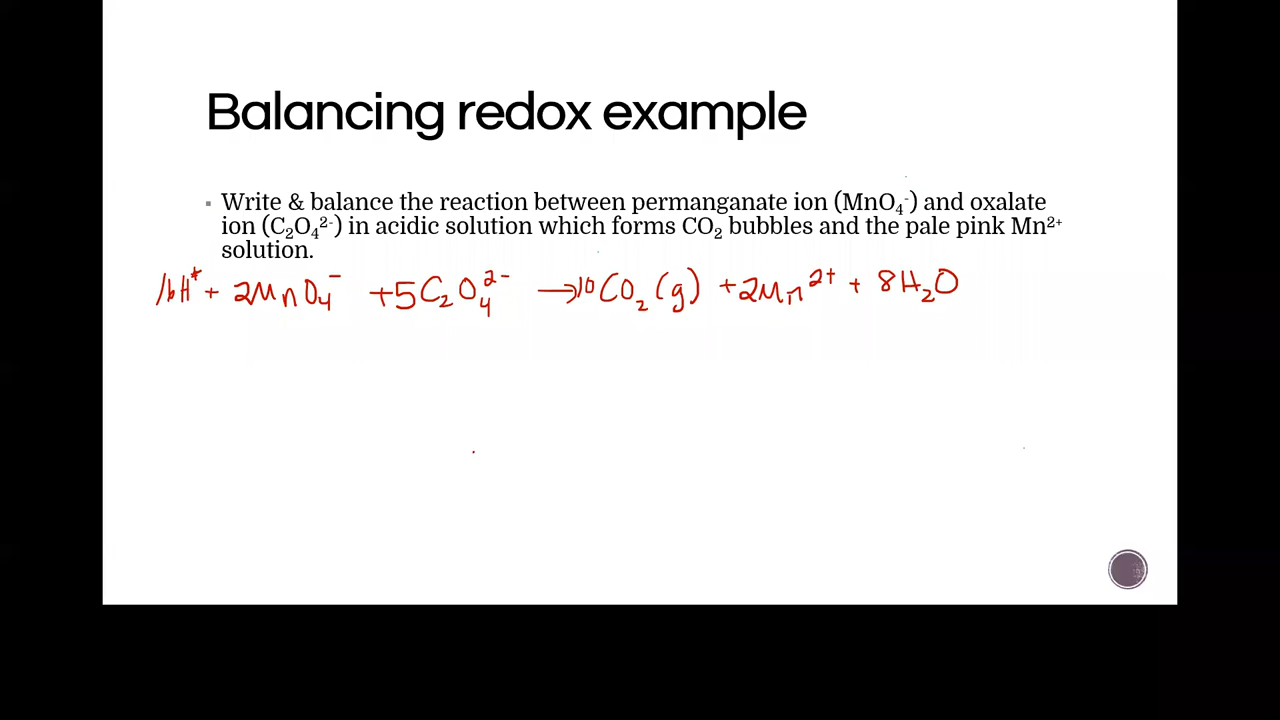 Balancing redox example
▪ Write & balance the reaction between permanganate ion (MnO₄⁻) and oxalate
ion (C₂O₄²⁻) in acidic solution which forms CO₂ bubbles and the pale pink Mn²⁺
solution.
16H⁺ + 2MnO₄⁻ + 5C₂O₄²⁻ → 10CO₂(g) + 2Mn²⁺ + 8H₂O